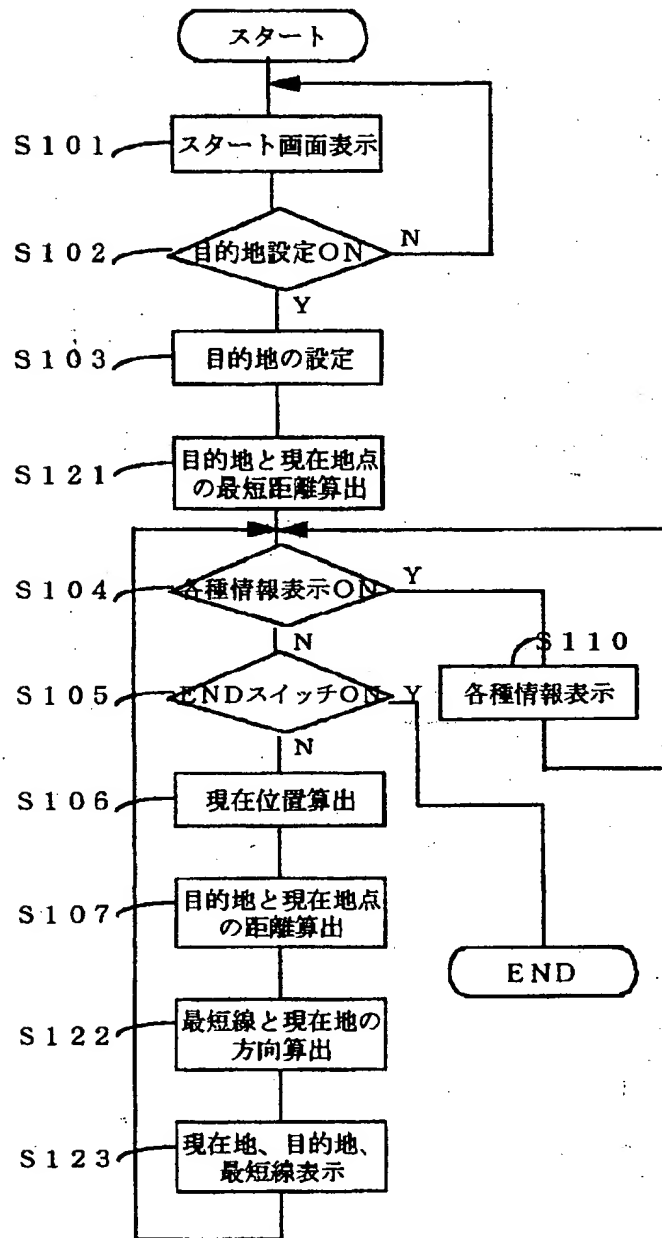 スタート
S101
スタート画面表示
S102
目的地設定ON
N
Y
S103
目的地の設定
S121
目的地と現在地点
の最短距離算出
S104
各種情報表示ON
Y
N
S110
各種情報表示
S105
ENDスイッチON
Y
N
S106
現在位置算出
S107
目的地と現在地点
の距離算出
END
S122
最短線と現在地の
方向算出
S123
現在地、目的地、
最短線表示